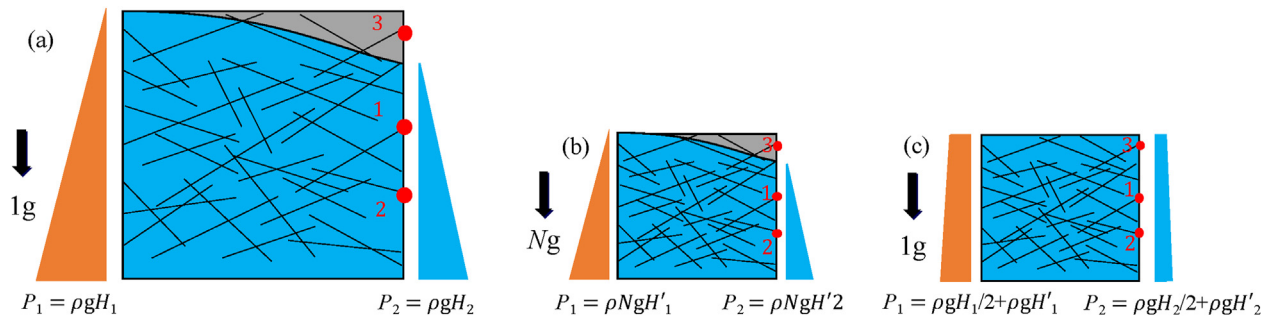 (a)
3
1
2
1g
P₁ = ρgH₁
P₂ = ρgH₂
(b)
3
1
2
Ng
P₁ = ρNgH'₁
P₂ = ρNgH'2
(c)
3
1
2
1g
P₁ = ρgH₁/2+ρgH'₁
P₂ = ρgH₂/2+ρgH'₂